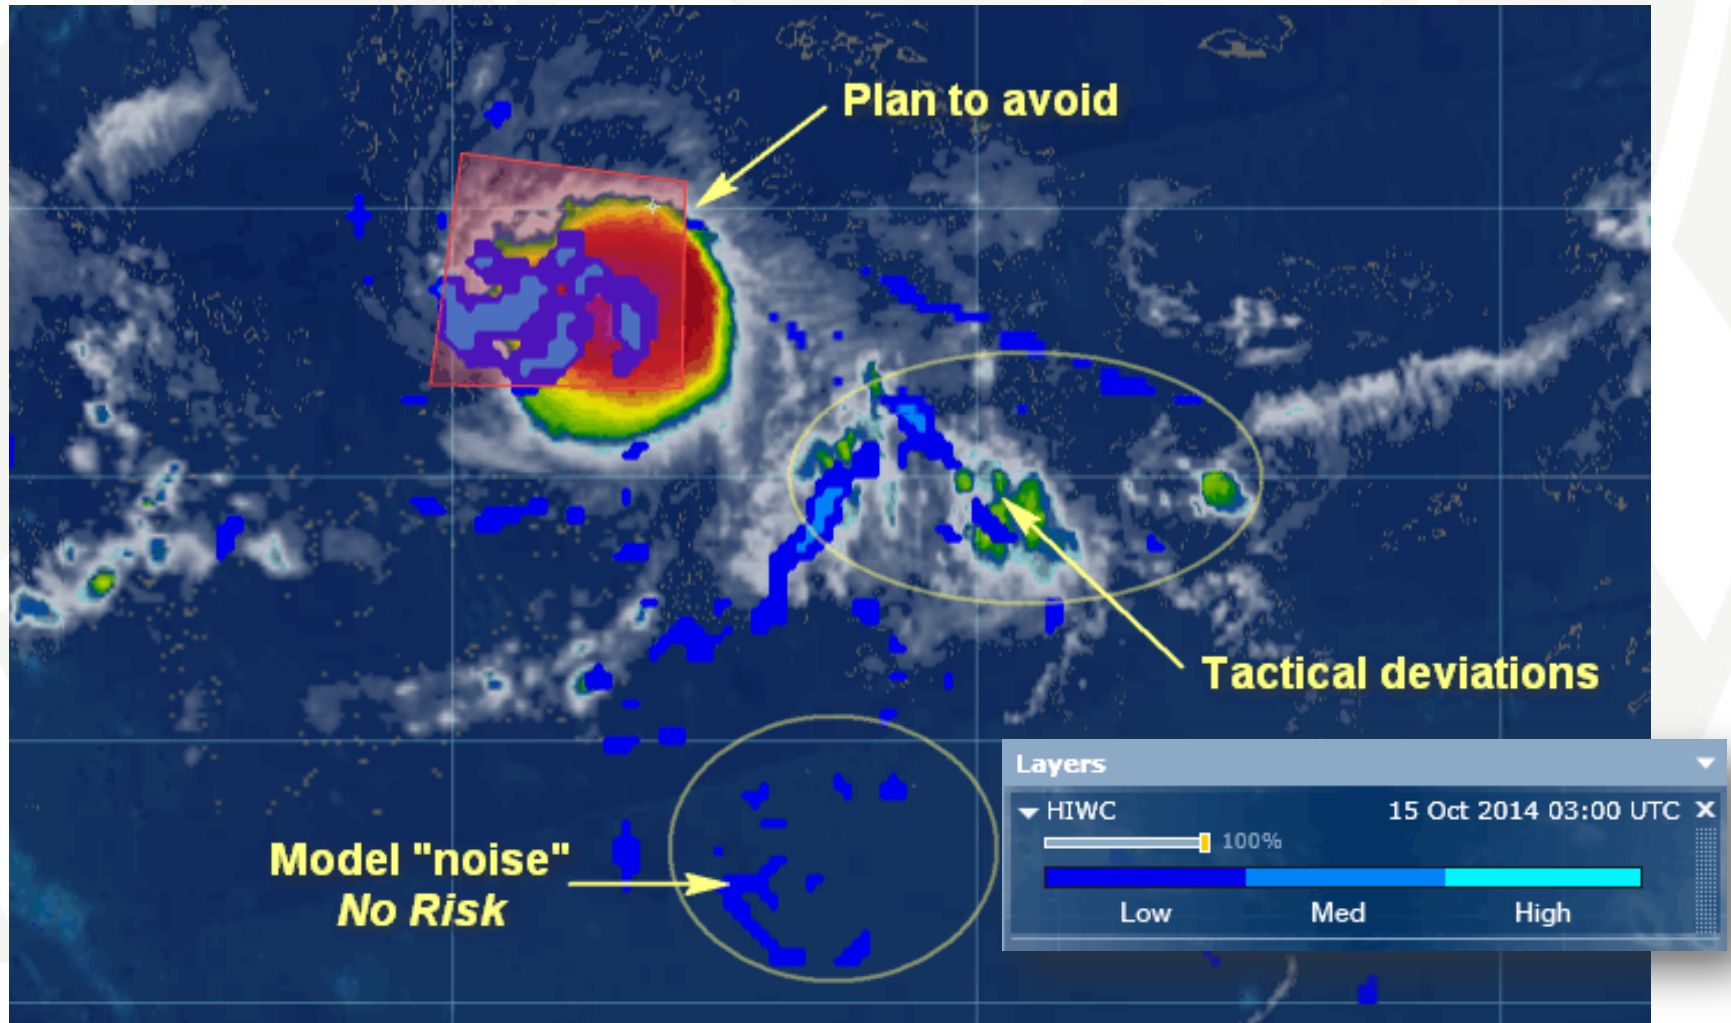 Plan to avoid
Tactical deviations
Model "noise"
No Risk
Layers
HIWC 15 Oct 2014 03:00 UTC X
100%
Low Med High